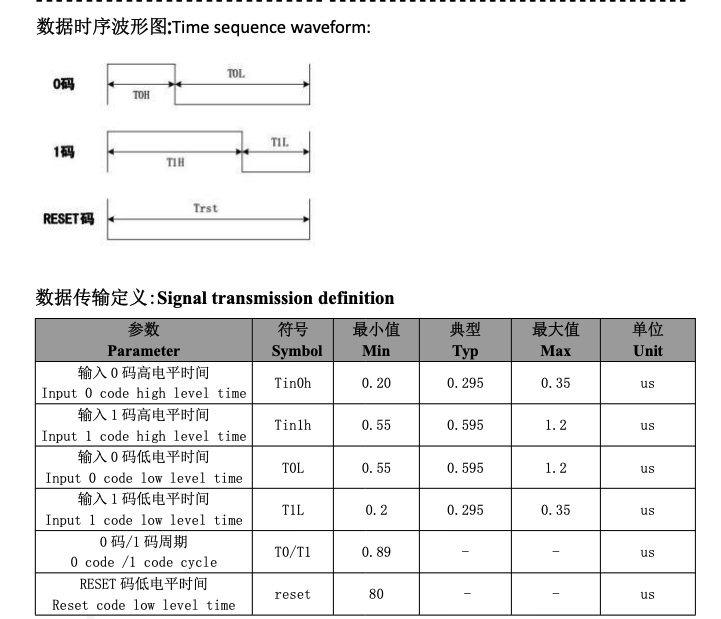 数据时序波形图:Time sequence waveform:
0码
T0H
T0L
1码
T1H
T1L
RESET码
Trst
数据传输定义:Signal transmission definition
参数 符号 最小值 典型 最大值 单位
Parameter Symbol Min Typ Max Unit
输入 0 码高电平时间
Input 0 code high level time
Tin0h 0.20 0.295 0.35 us
输入 1 码高电平时间
Input 1 code high level time
Tin1h 0.55 0.595 1.2 us
输入 0 码低电平时间
Input 0 code low level time
T0L 0.55 0.595 1.2 us
输入 1 码低电平时间
Input 1 code low level time
T1L 0.2 0.295 0.35 us
0 码/1 码周期
0 code /1 code cycle
T0/T1 0.89 - - us
RESET 码低电平时间
Reset code low level time
reset 80 - - us